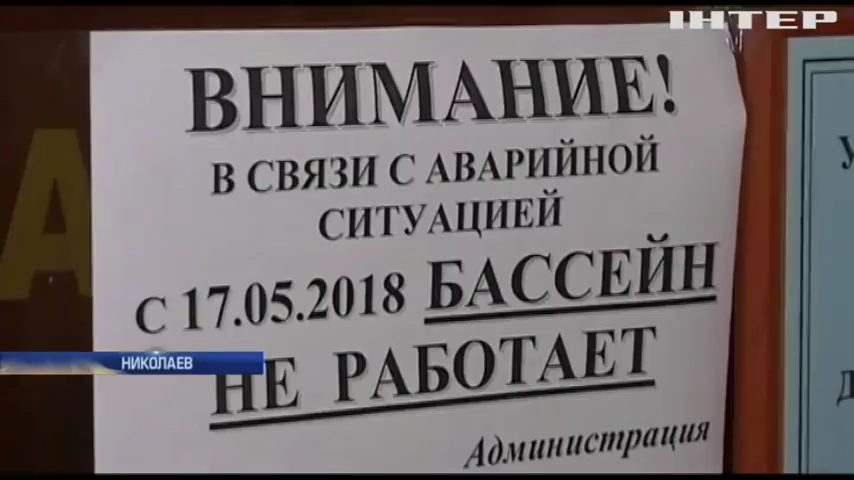 ІНТЕР
ВНИМАНИЕ!
В СВЯЗИ С АВАРИЙНОЙ
СИТУАЦИЕЙ
С 17.05.2018 БАССЕЙН
НЕ РАБОТАЕТ
Администрация
НИКОЛАЕВ
А
У
Д